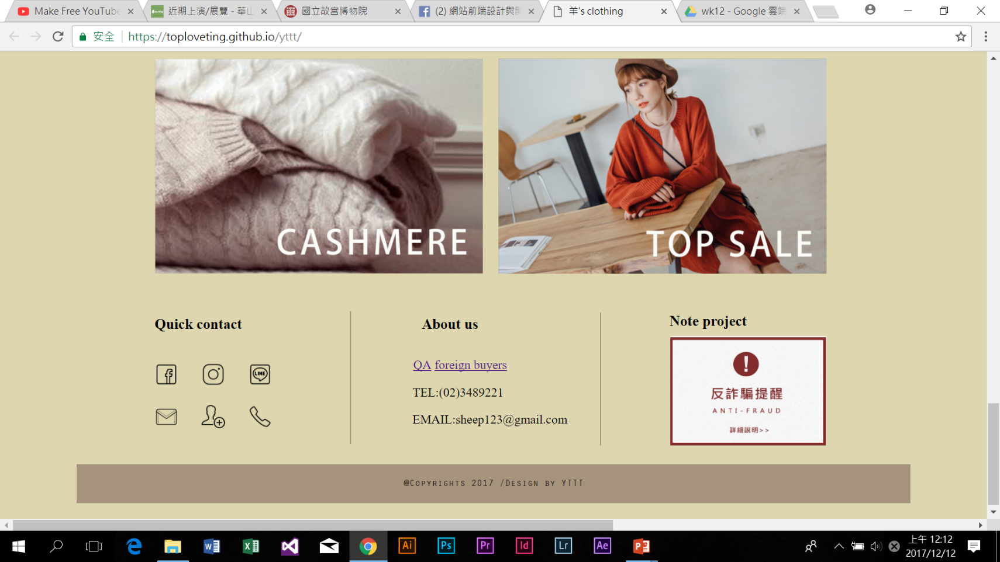 Make Free YouTube
近期上演/展覽 - 華山
國立故宮博物院
(2) 網站前端設計與開
羊's clothing
wk12 - Google 雲端
安全
https://toploveting.github.io/yttt/
CASHMERE
TOP SALE
Quick contact
LINE
About us
QA foreign buyers
TEL:(02)3489221
EMAIL:sheep123@gmail.com
Note project
!
反詐騙提醒
ANTI-FRAUD
詳細說明>>
@Copyrights 2017 /Design by YTTT
Ai
Ps
Pr
Id
Lr
Ae
上午 12:12
2017/12/12